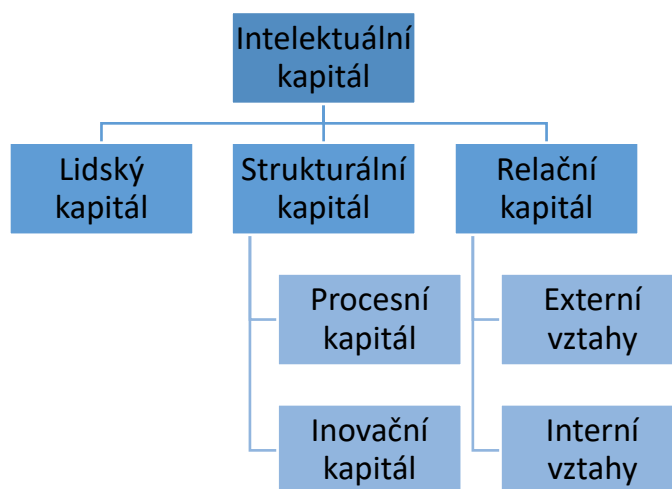 Intelektuální
kapitál
Lidský
kapitál
Strukturální
kapitál
Relační
kapitál
Procesní
kapitál
Externí
vztahy
Inovační
kapitál
Interní
vztahy